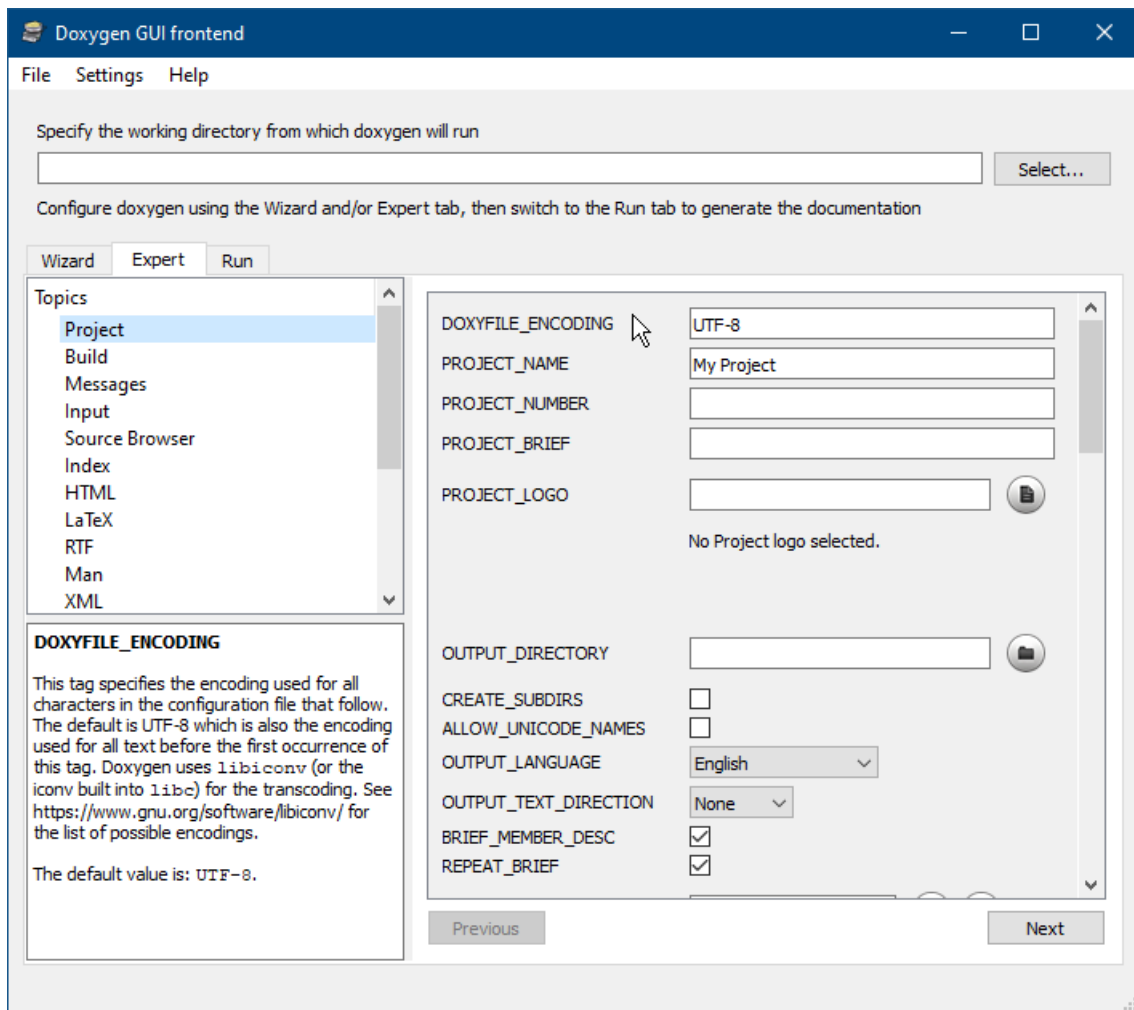 Doxygen GUI frontend
File Settings Help
Specify the working directory from which doxygen will run
Select...
Configure doxygen using the Wizard and/or Expert tab, then switch to the Run tab to generate the documentation
Wizard Expert Run
Topics
Project
Build
Messages
Input
Source Browser
Index
HTML
LaTeX
RTF
Man
XML
DOXYFILE_ENCODING
This tag specifies the encoding used for all
characters in the configuration file that follow.
The default is UTF-8 which is also the encoding
used for all text before the first occurrence of
this tag. Doxygen uses libiconv (or the
iconv built into libc) for the transcoding. See
https://www.gnu.org/software/libiconv/ for
the list of possible encodings.
The default value is: UTF-8.
DOXYFILE_ENCODING UTF-8
PROJECT_NAME My Project
PROJECT_NUMBER
PROJECT_BRIEF
PROJECT_LOGO
No Project logo selected.
OUTPUT_DIRECTORY
CREATE_SUBDIRS
ALLOW_UNICODE_NAMES
OUTPUT_LANGUAGE English
OUTPUT_TEXT_DIRECTION None
BRIEF_MEMBER_DESC
REPEAT_BRIEF
Previous Next